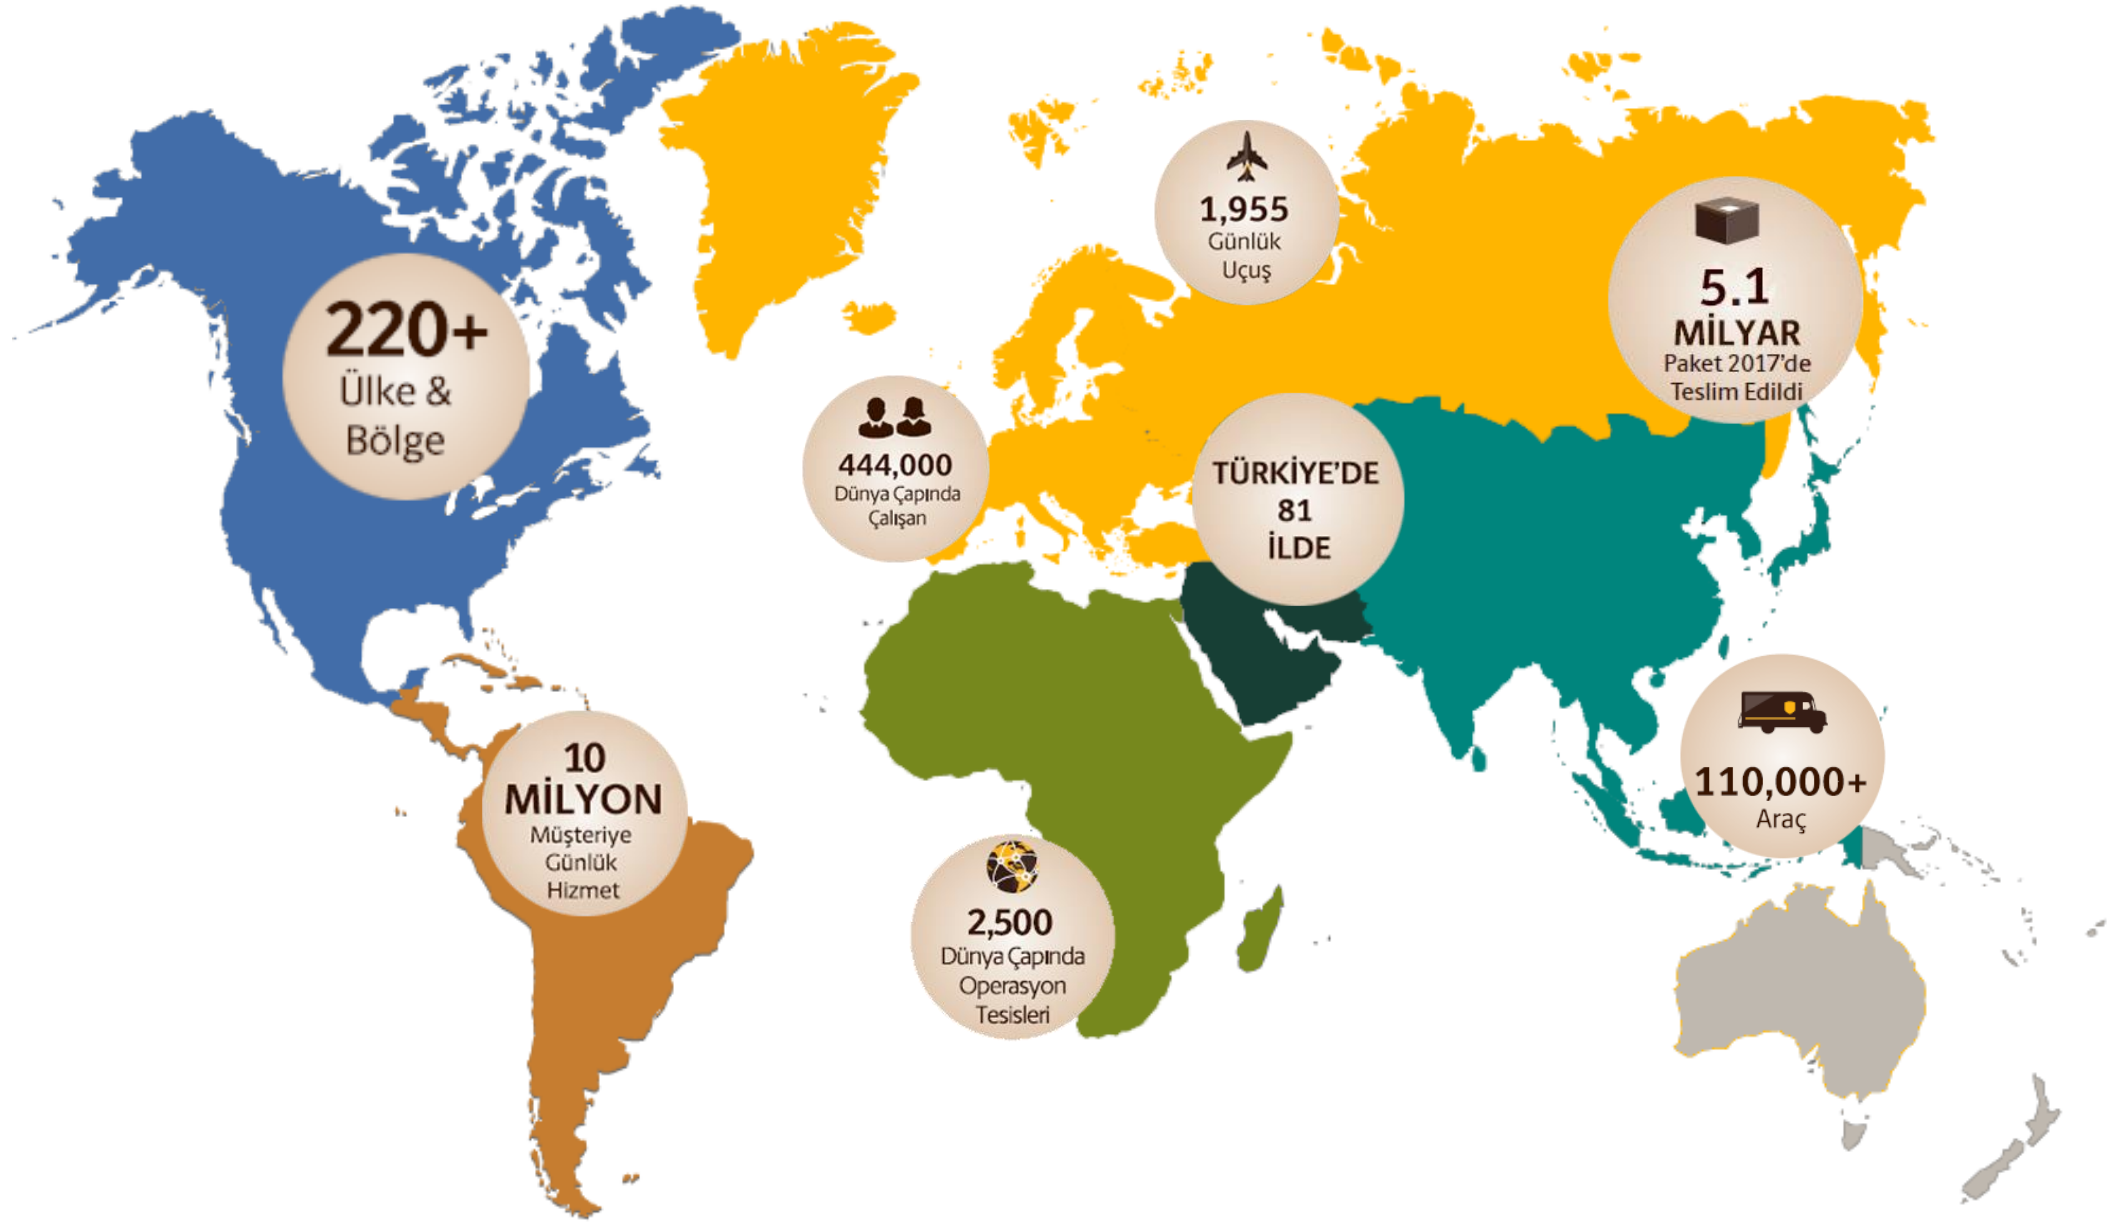 1,955
Günlük
Uçuş
5.1
MİLYAR
Paket 2017'de
Teslim Edildi
220+
Ülke &
Bölge
444,000
Dünya Çapında
Çalışan
TÜRKİYE'DE
81
İLDE
10
MİLYON
Müşteriye
Günlük
Hizmet
110,000+
Araç
2,500
Dünya Çapında
Operasyon
Tesisleri